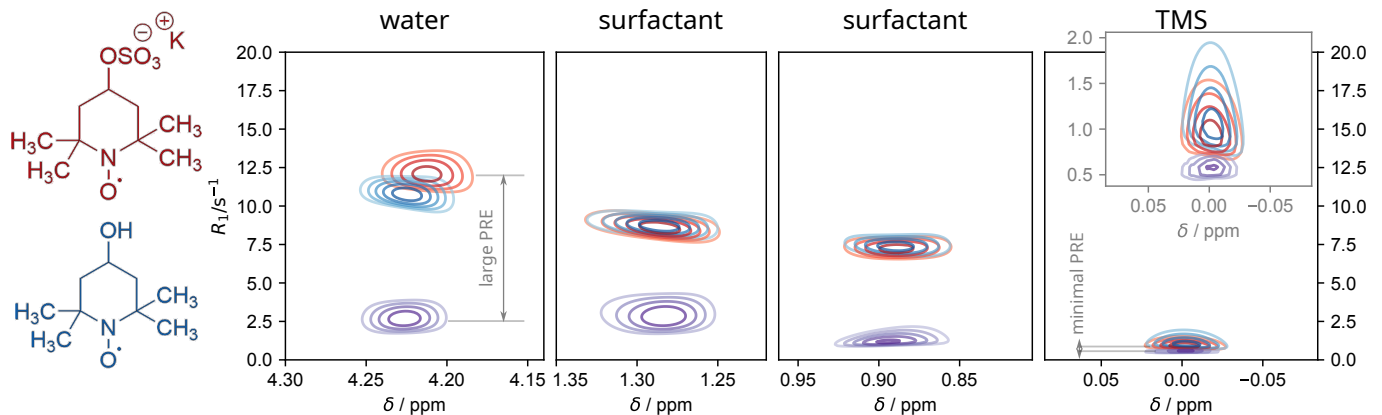 water
surfactant
surfactant
TMS
⊖ ⊕
OSO₃ K
H₃C
CH₃
H₃C
N
CH₃
O·
OH
H₃C
CH₃
H₃C
N
CH₃
O·
R₁/s⁻¹
20.0
17.5
15.0
12.5
10.0
7.5
5.0
2.5
0.0
large PRE
4.30
4.25
4.20
4.15
δ / ppm
1.35
1.30
1.25
δ / ppm
0.95
0.90
0.85
δ / ppm
2.0
1.5
1.0
0.5
0.05
0.00
−0.05
δ / ppm
minimal PRE
20.0
17.5
15.0
12.5
10.0
7.5
5.0
2.5
0.0
0.05
0.00
−0.05
δ / ppm